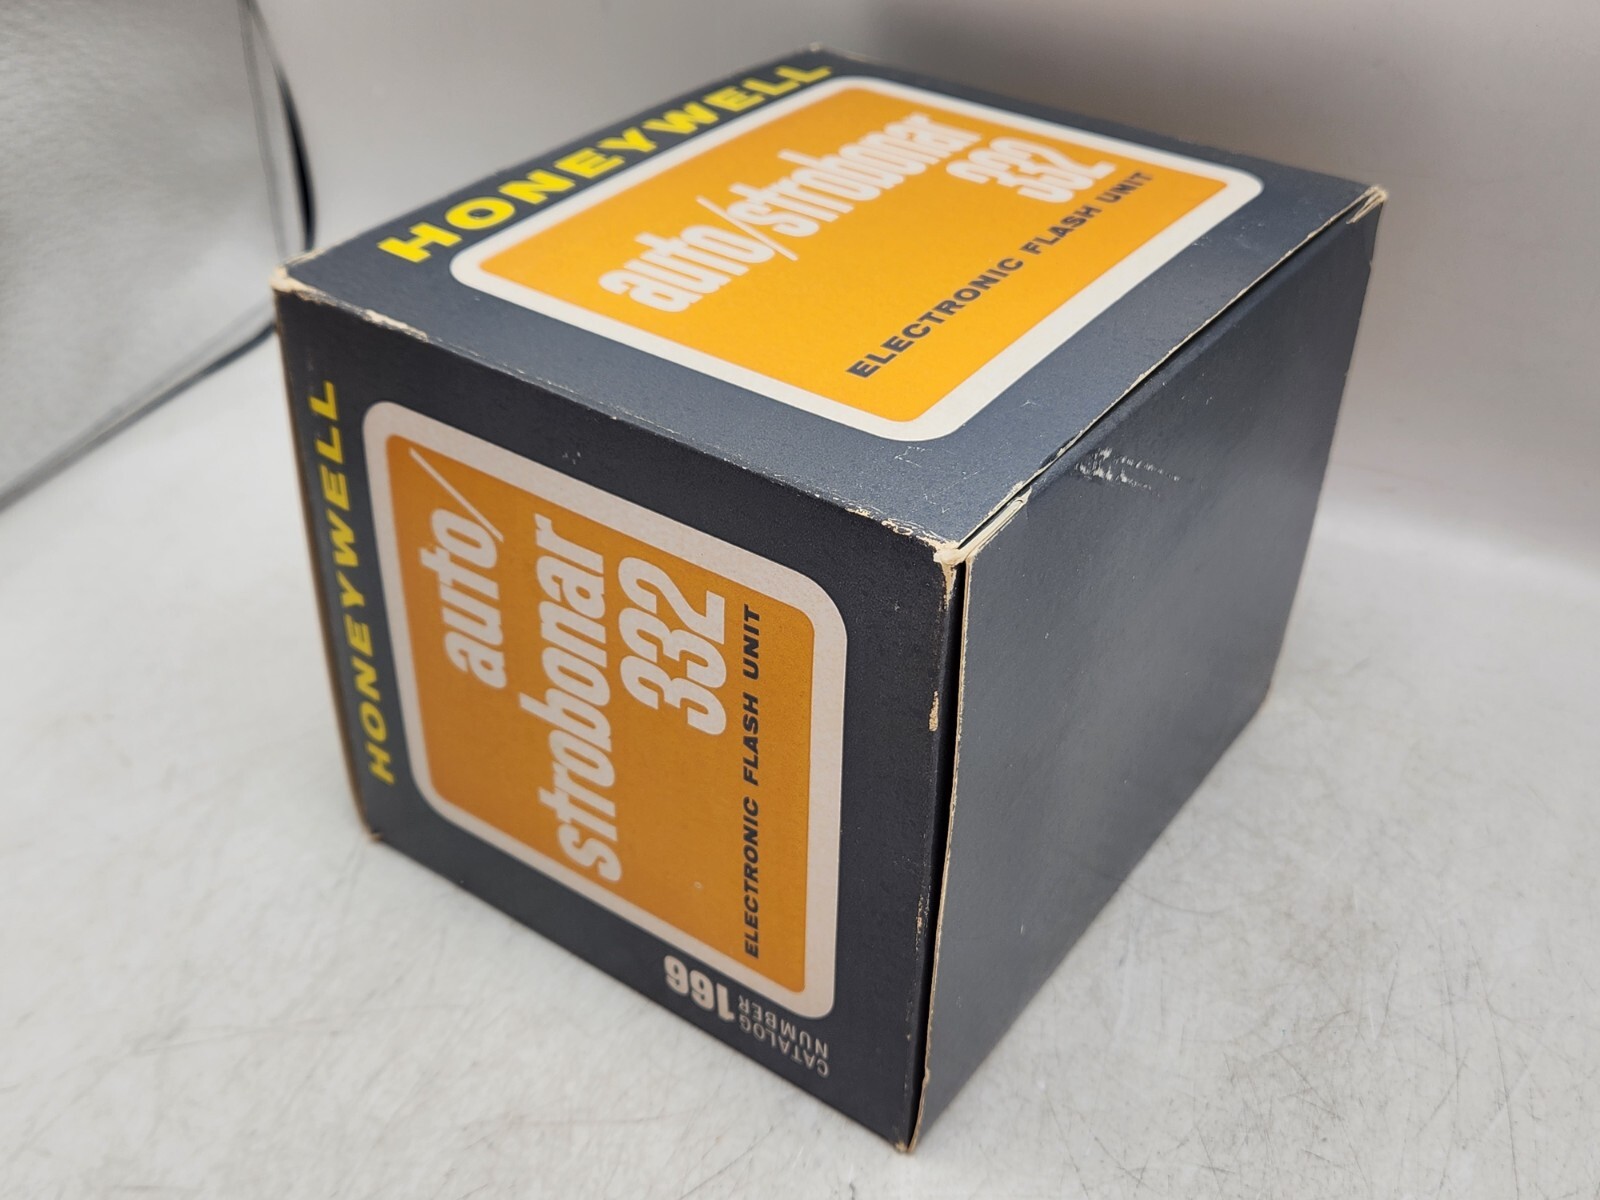 HONEYWELL
auto/strobonar
332
ELECTRONIC FLASH UNIT
HONEYWELL
auto/
strobonar
332
ELECTRONIC FLASH UNIT
CATALOG
NUMBER 166